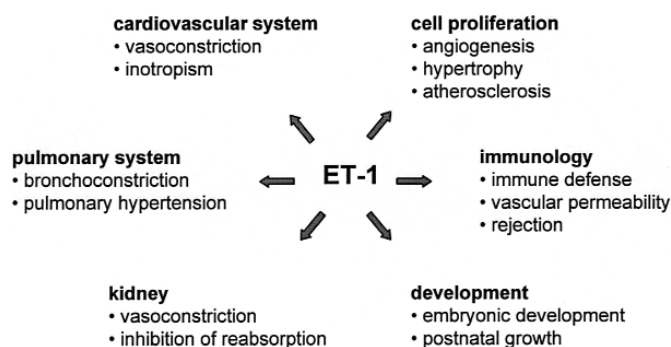 cardiovascular system
• vasoconstriction
• inotropism
cell proliferation
• angiogenesis
• hypertrophy
• atherosclerosis
pulmonary system
• bronchoconstriction
• pulmonary hypertension
ET-1
immunology
• immune defense
• vascular permeability
• rejection
kidney
• vasoconstriction
• inhibition of reabsorption
development
• embryonic development
• postnatal growth